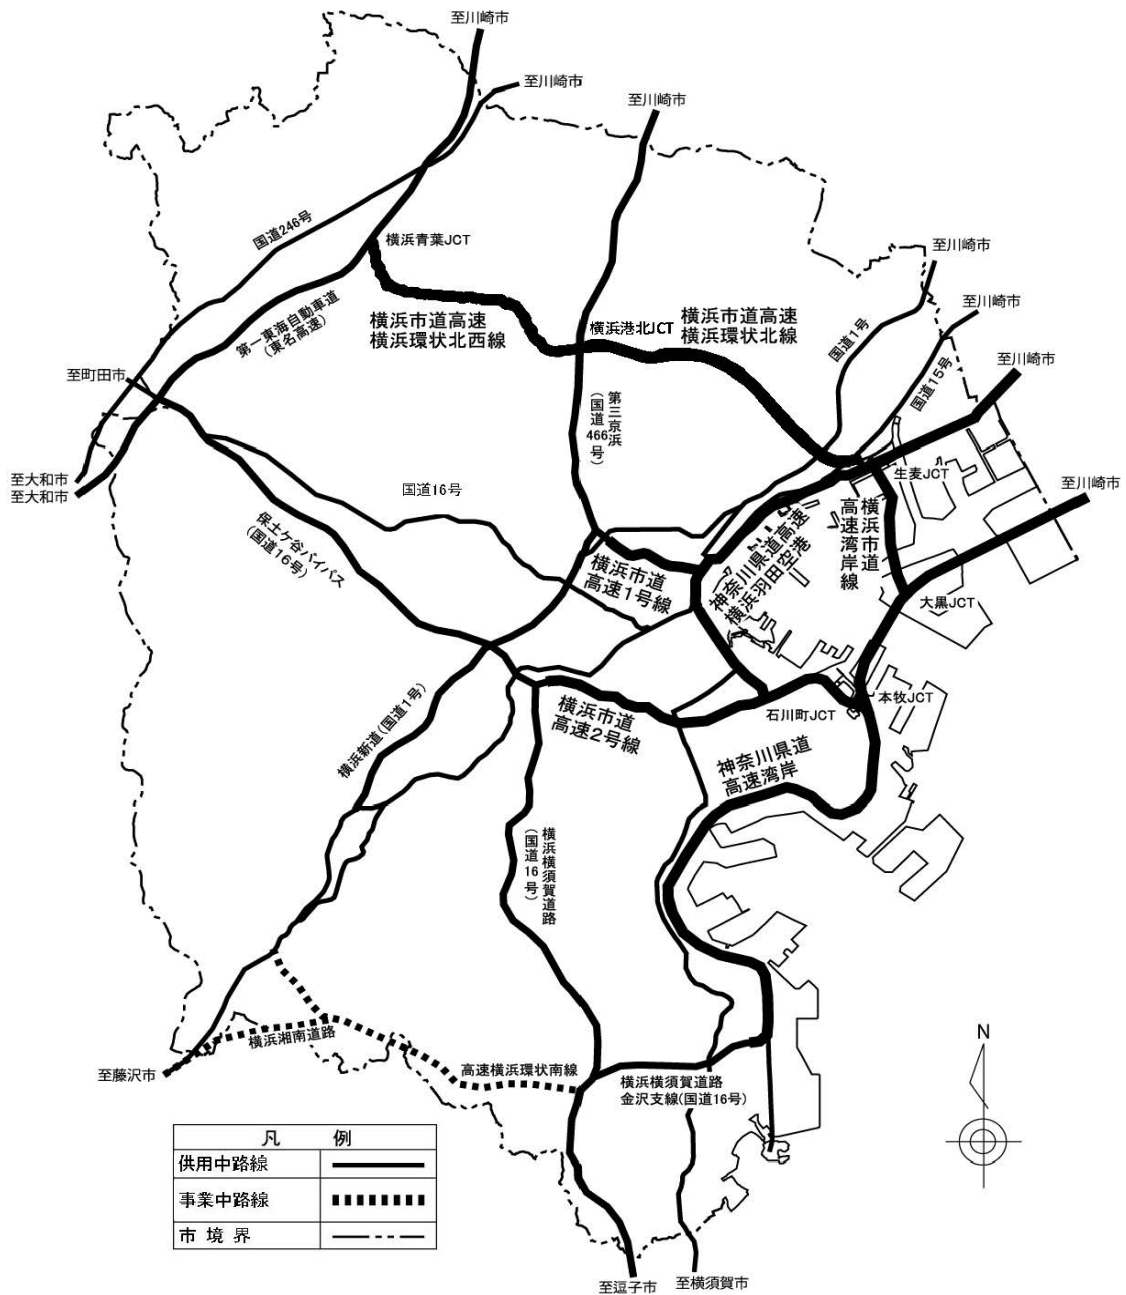 至川崎市
至川崎市
至川崎市
国道246号
横浜青葉JCT
至川崎市
至川崎市
横浜市道高速
横浜環状北西線
横浜港北JCT
横浜市道高速
横浜環状北線
国道1号
国道15号
第一東海自動車道
(東名高速)
至町田市
至川崎市
第三京浜
(国道466号)
至大和市
至大和市
国道16号
生麦JCT
至川崎市
保土ケ谷バイパス
(国道16号)
横浜市道
高速湾岸線
神奈川県道高速
横浜羽田空港
横浜市道
高速1号線
大黒JCT
横浜新道(国道1号)
横浜市道
高速2号線
石川町JCT
本牧JCT
神奈川県道
高速湾岸
横浜横須賀道路
(国道16号)
横浜湘南道路
至藤沢市
高速横浜環状南線
横浜横須賀道路
金沢支線(国道16号)
N
凡 例
供用中路線
事業中路線
市境界
至逗子市
至横須賀市